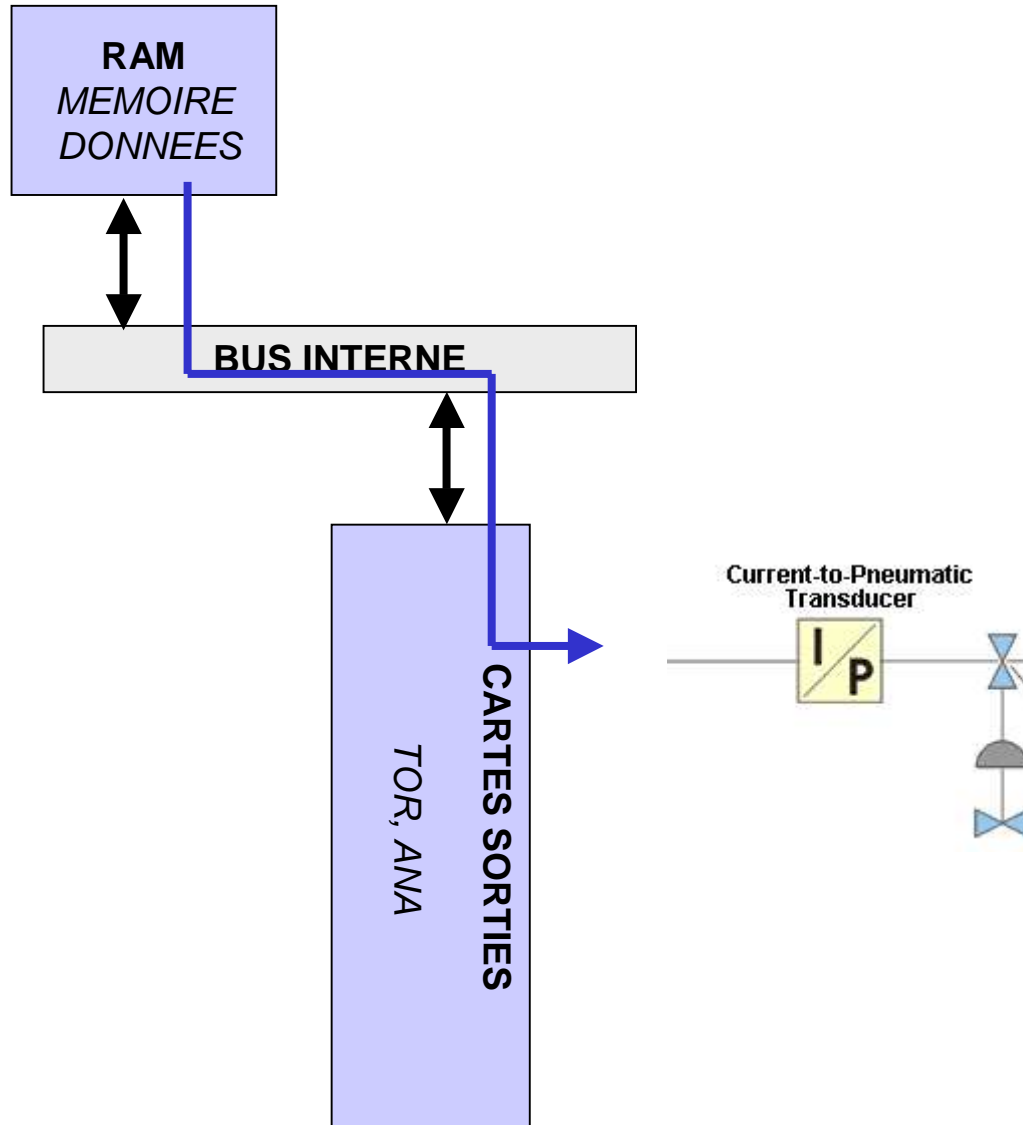 RAM
MEMOIRE
DONNEES
BUS INTERNE
CARTES SORTIES
TOR, ANA
Current-to-Pneumatic
Transducer
I
P